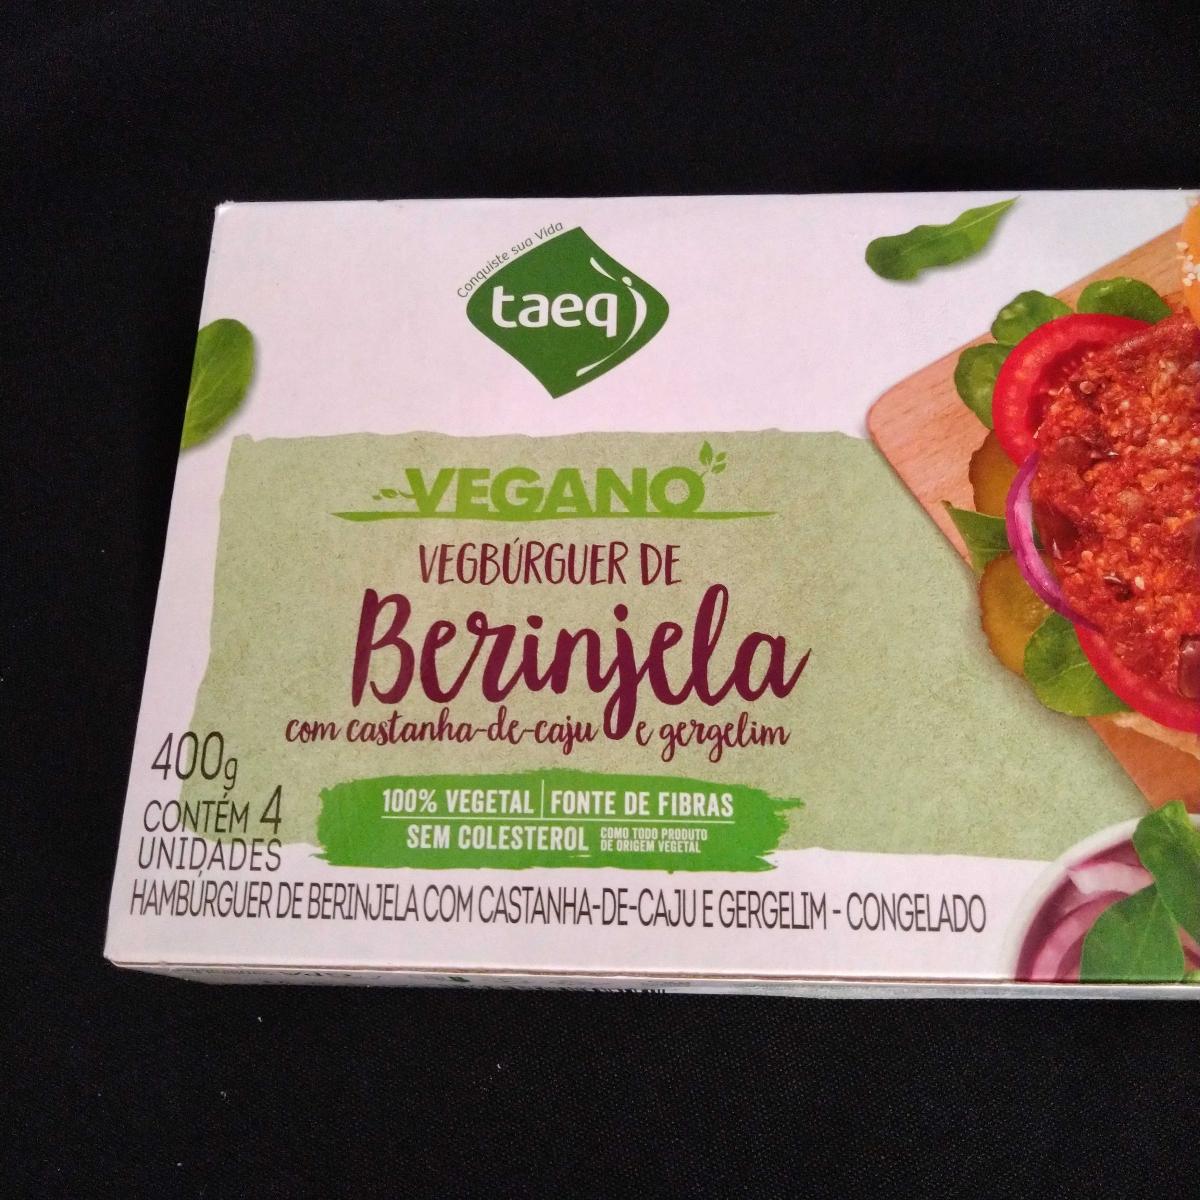 Conquiste sua Vida
taeq
VEGANO
VEGBÚRGUER DE
Berinjela
com castanha-de-caju e gergelim
400g
CONTÉM 4
UNIDADES
100% VEGETAL FONTE DE FIBRAS
SEM COLESTEROL COMO TODO PRODUTO
DE ORIGEM VEGETAL
HAMBÚRGUER DE BERINJELA COM CASTANHA-DE-CAJU E GERGELIM - CONGELADO